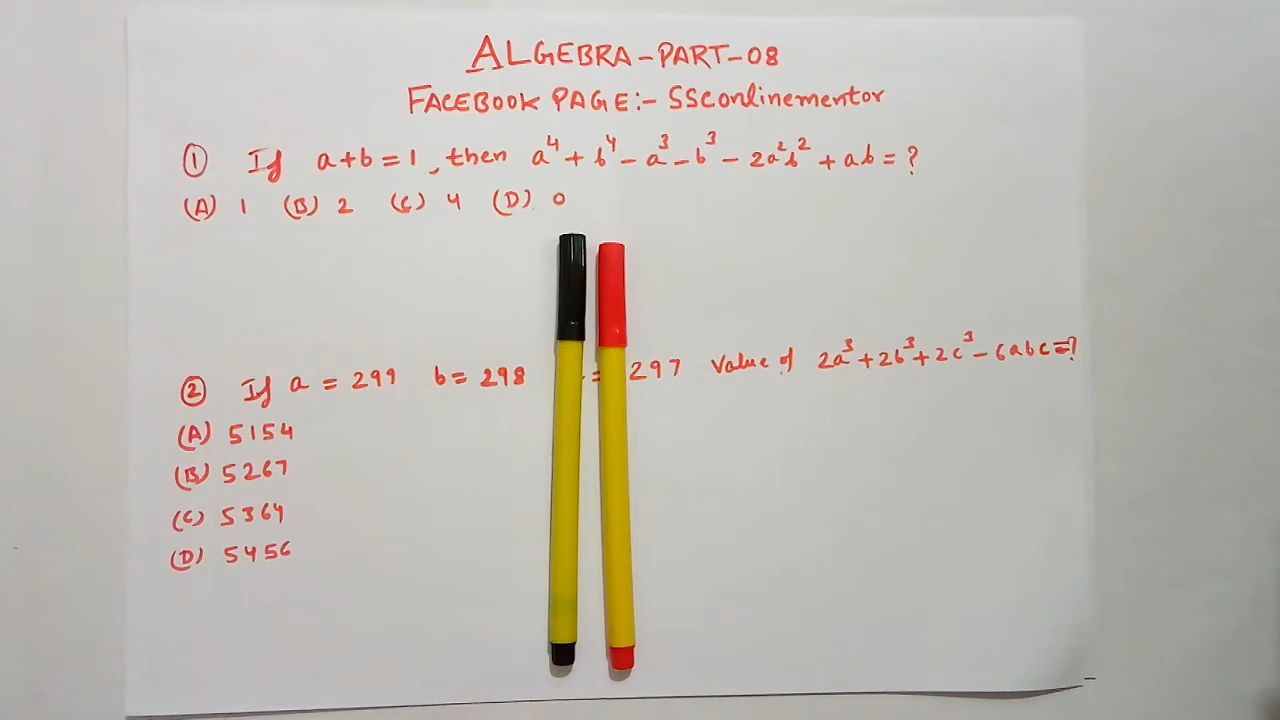 ALGEBRA-PART-08
FACEBOOK PAGE:- SSConlinementor
① If a+b=1, then a⁴+b⁴-a³-b³-2a²b²+ab=?
(A) 1 (B) 2 (C) 4 (D) 0
② If a = 299 b= 298 = 297 Value of 2a³+2b³+2c³-6abc=?
(A) 5154
(B) 5267
(C) 5364
(D) 5456